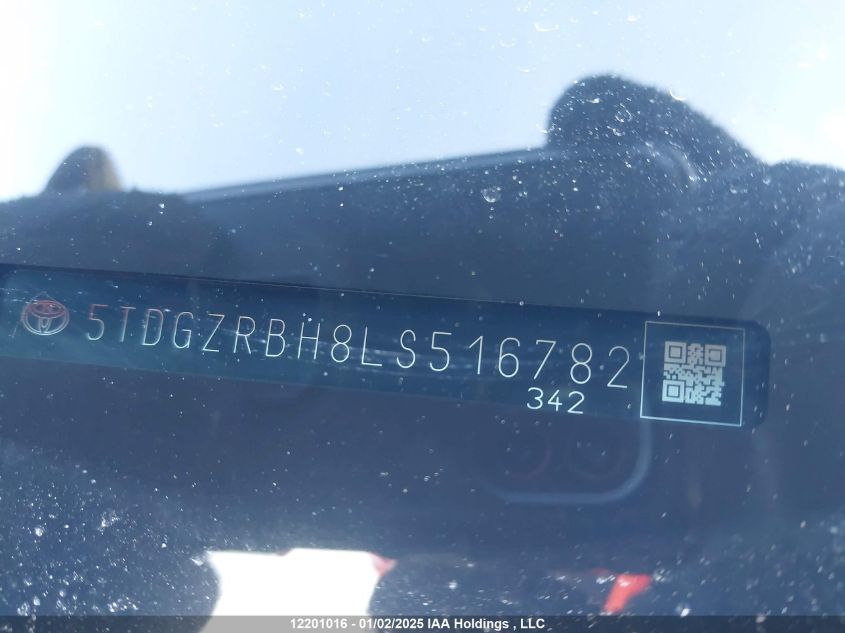 5TDGZRBH8LS516782
342
12201016 - 01/02/2025 IAA Holdings , LLC